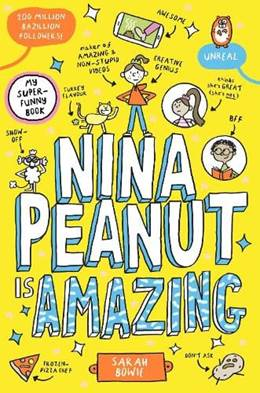 200 MILLION
BAZILLION
FOLLOWERS!
AWESOME
UNREAL
MAKER OF
AMAZING &
NON-STUPID
VIDEOS
CREATIVE
GENIUS
MY
SUPER-
FUNNY
BOOK
TURKEY
FLAVOUR
THINKS
SHE'S GREAT
(SHE'S NOT)
SHOW-
OFF
BFF
NINA
PEANUT
IS AMAZING
SARAH
BOWIE
FROZEN-
PIZZA CHEF
DON'T ASK